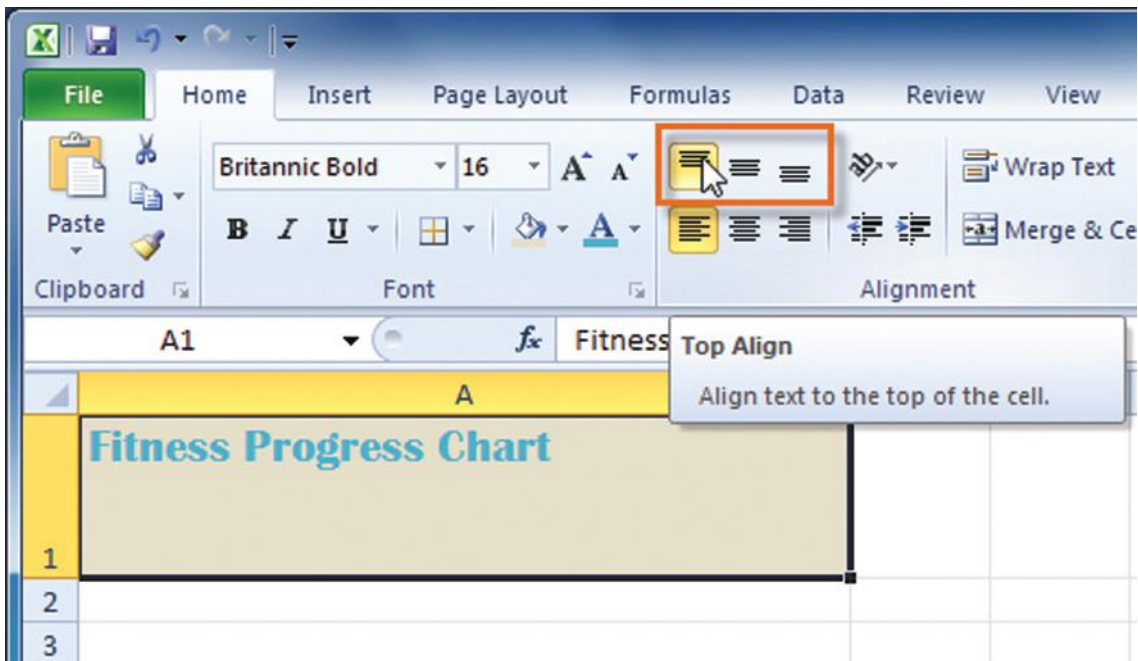 File Home Insert Page Layout Formulas Data Review View
Britannic Bold 16 A A Wrap Text
Paste B I U A Merge & Ce
Clipboard Font Alignment
A1 fx Fitness
Top Align
Align text to the top of the cell.
A
Fitness Progress Chart
1
2
3